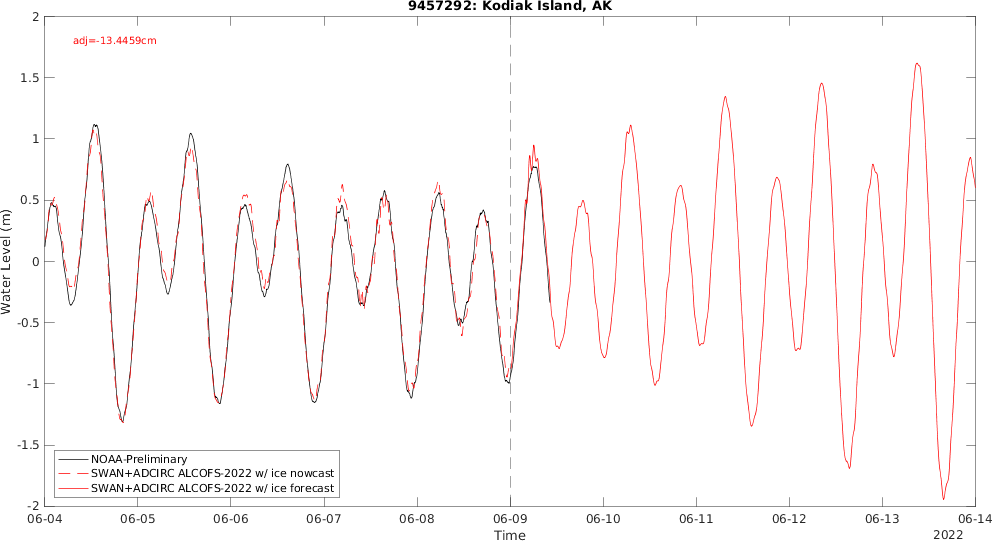 9457292: Kodiak Island, AK
adj=-13.4459cm
2
1.5
1
0.5
0
-0.5
-1
-1.5
-2
Water Level (m)
NOAA-Preliminary
SWAN+ADCIRC ALCOFS-2022 w/ ice nowcast
SWAN+ADCIRC ALCOFS-2022 w/ ice forecast
06-04 06-05 06-06 06-07 06-08 06-09 06-10 06-11 06-12 06-13 06-14
Time
2022